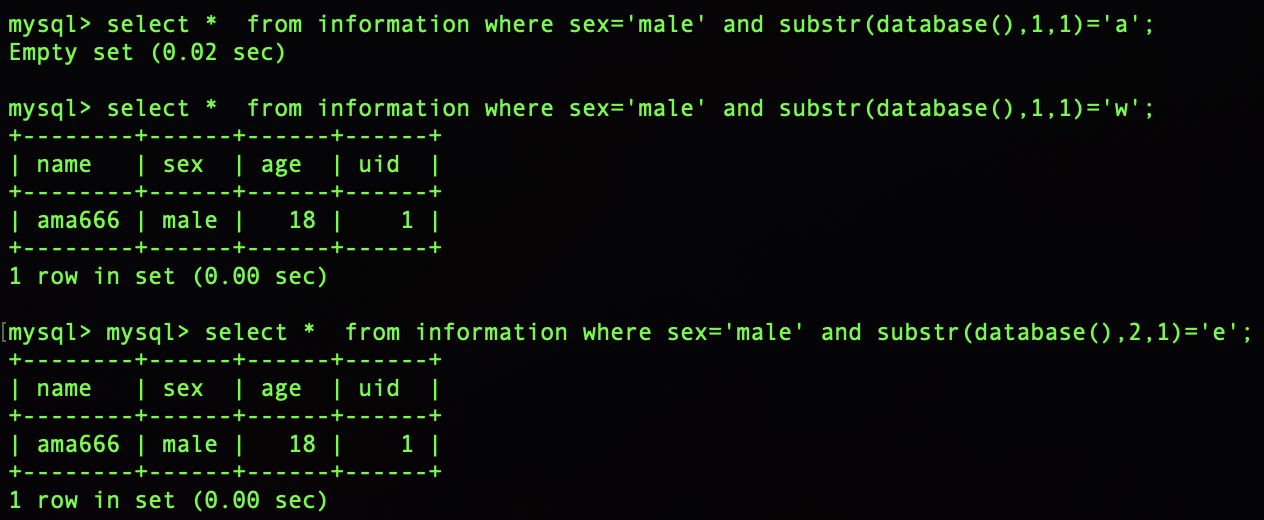 mysql> select *  from information where sex='male' and substr(database(),1,1)='a';
Empty set (0.02 sec)
mysql> select *  from information where sex='male' and substr(database(),1,1)='w';
+--------+------+------+------+
| name   | sex  | age  | uid  |
+--------+------+------+------+
| ama666 | male |   18 |    1 |
+--------+------+------+------+
1 row in set (0.00 sec)
[mysql> mysql> select *  from information where sex='male' and substr(database(),2,1)='e';
+--------+------+------+------+
| name   | sex  | age  | uid  |
+--------+------+------+------+
| ama666 | male |   18 |    1 |
+--------+------+------+------+
1 row in set (0.00 sec)